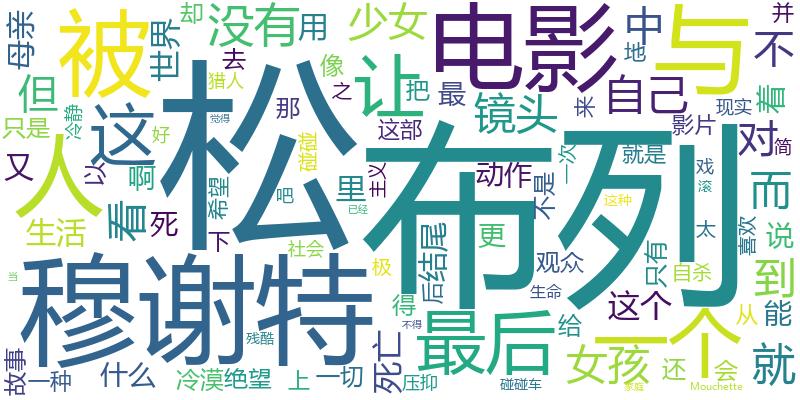 母亲 被 世界 却 没有 用 少女 电影 中 地 与 并 不
但 去 猎人 像 让 把 最 自己 来 现实 着
只是 冷静 这 松 那 之 镜头 影片 对 简
好 觉得 碰碰 这部 就是
又 人 以 啊 看 希望 吧 里 主义 布列 动作 不是 一次 戏 滚 而
生活 死 下 已经 这种 太 喜欢 说
穆谢特 社会 极 后 结尾 更 观众 只有 自杀 到
当 得 生命 这个 从 能
残酷 不得 最后 给 一个
故事 一种 什么 冷漠 绝望 上 一切 死亡 压抑 碰碰车 女孩 还 家庭 会 就
Mouchette